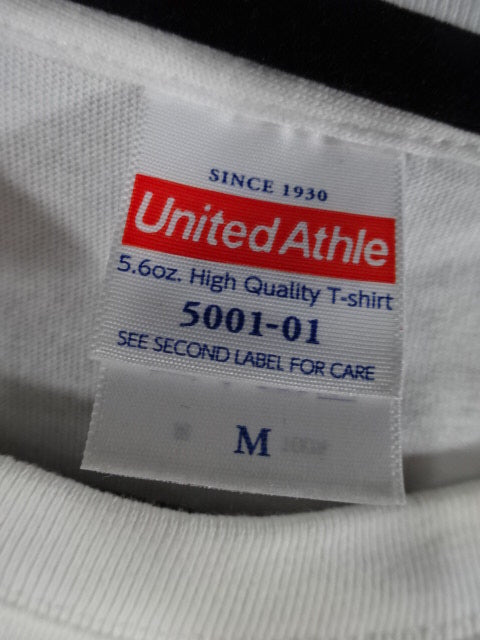 SINCE 1930
United Athle
5.6oz. High Quality T-shirt
5001-01
SEE SECOND LABEL FOR CARE
M